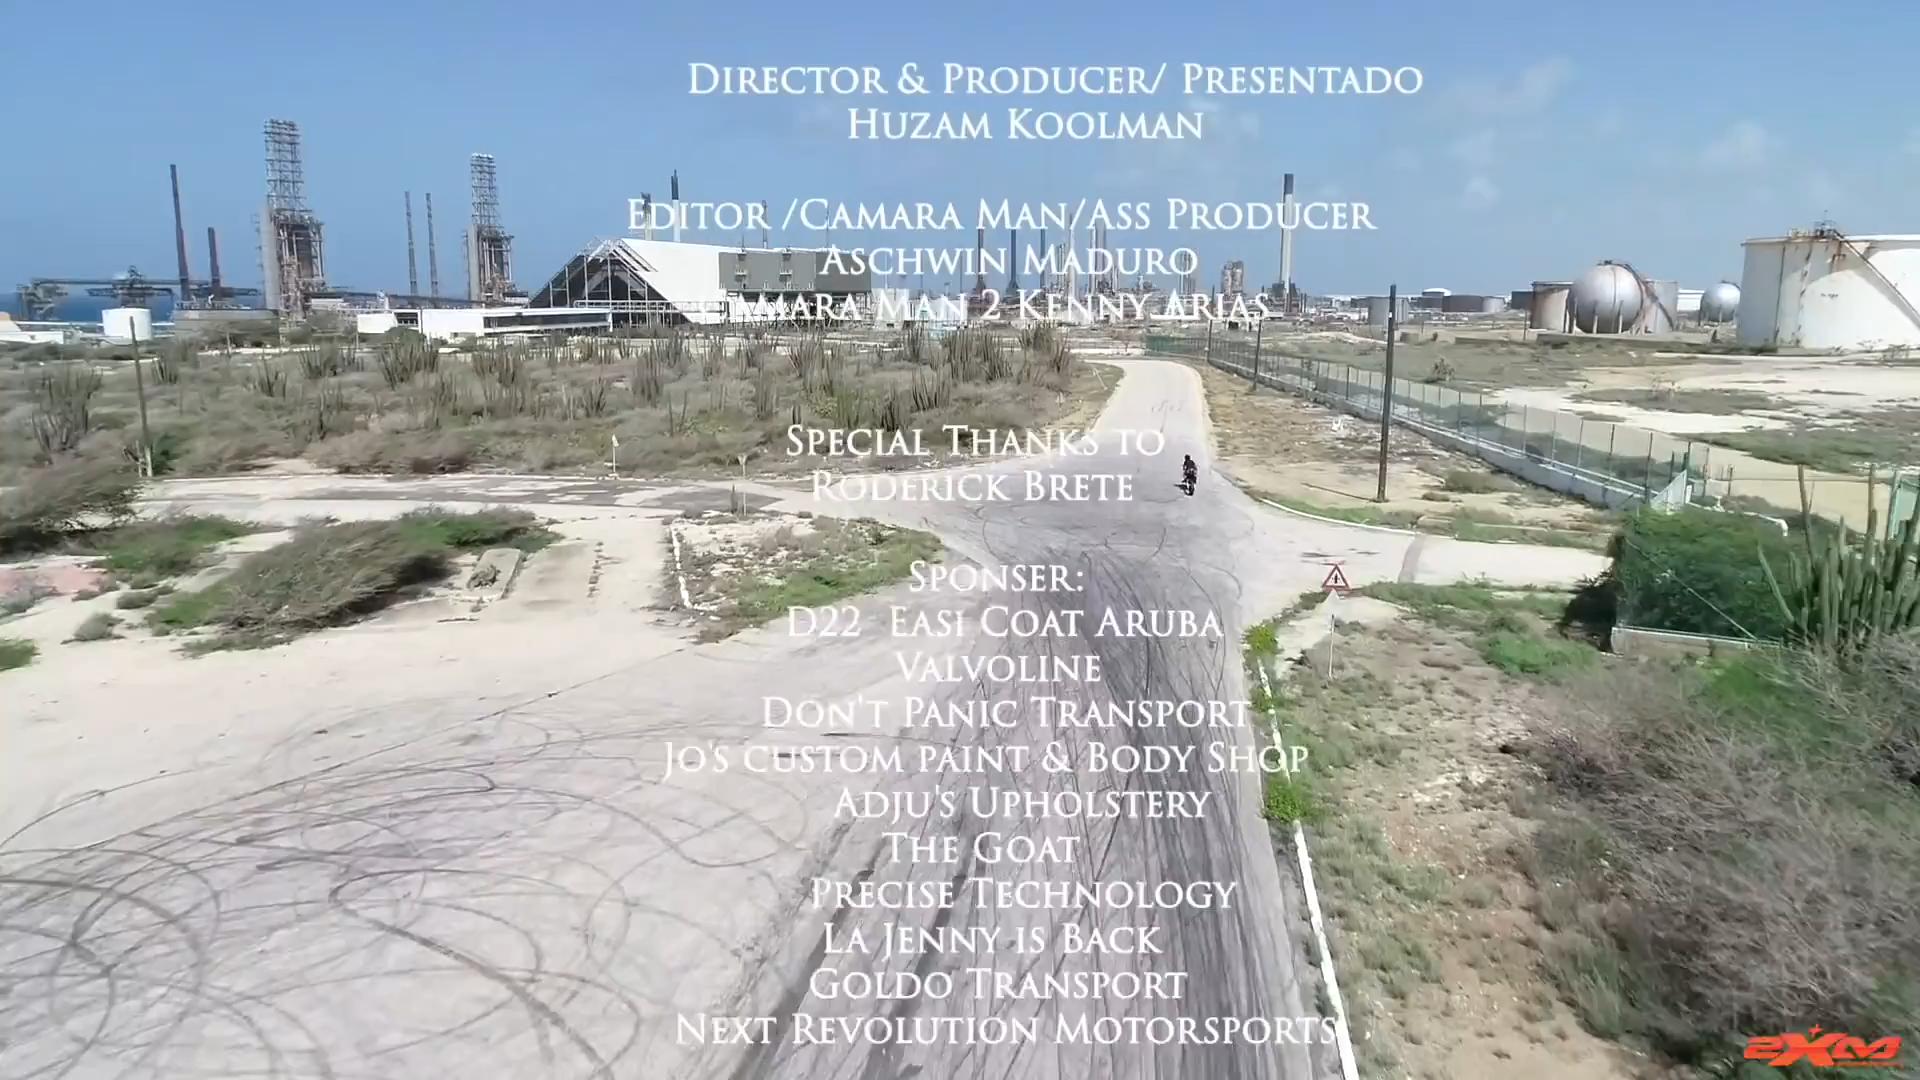 Director & Producer/ Presentado
Huzam Koolman
Editor /Camara Man/Ass Producer
Aschwin Maduro
Camara Man 2 Kenny Arias
Special Thanks to
Roderick Brete
Sponser:
D22 Easi Coat Aruba
Valvoline
Don't Panic Transport
Jo's custom paint & Body Shop
Adju's Upholstery
The Goat
Precise Technology
La Jenny is Back
Goldo Transport
Next Revolution Motorsports
2XM